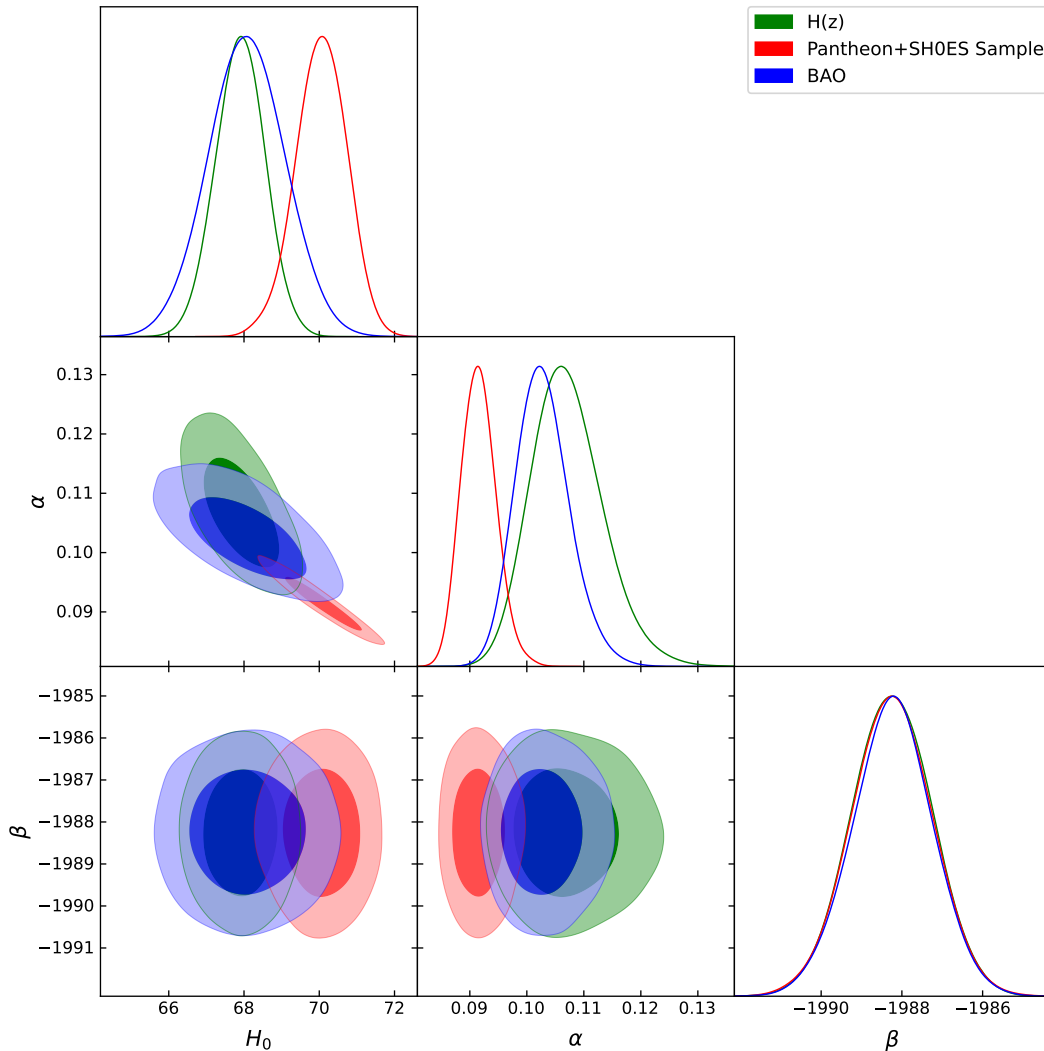 H(z)
Pantheon+SH0ES Sample
BAO
0.13
0.12
0.11
0.10
0.09
α
−1985
−1986
−1987
−1988
−1989
−1990
−1991
β
66 68 70 72
0.09 0.10 0.11 0.12 0.13
−1990 −1988 −1986
H₀
α
β